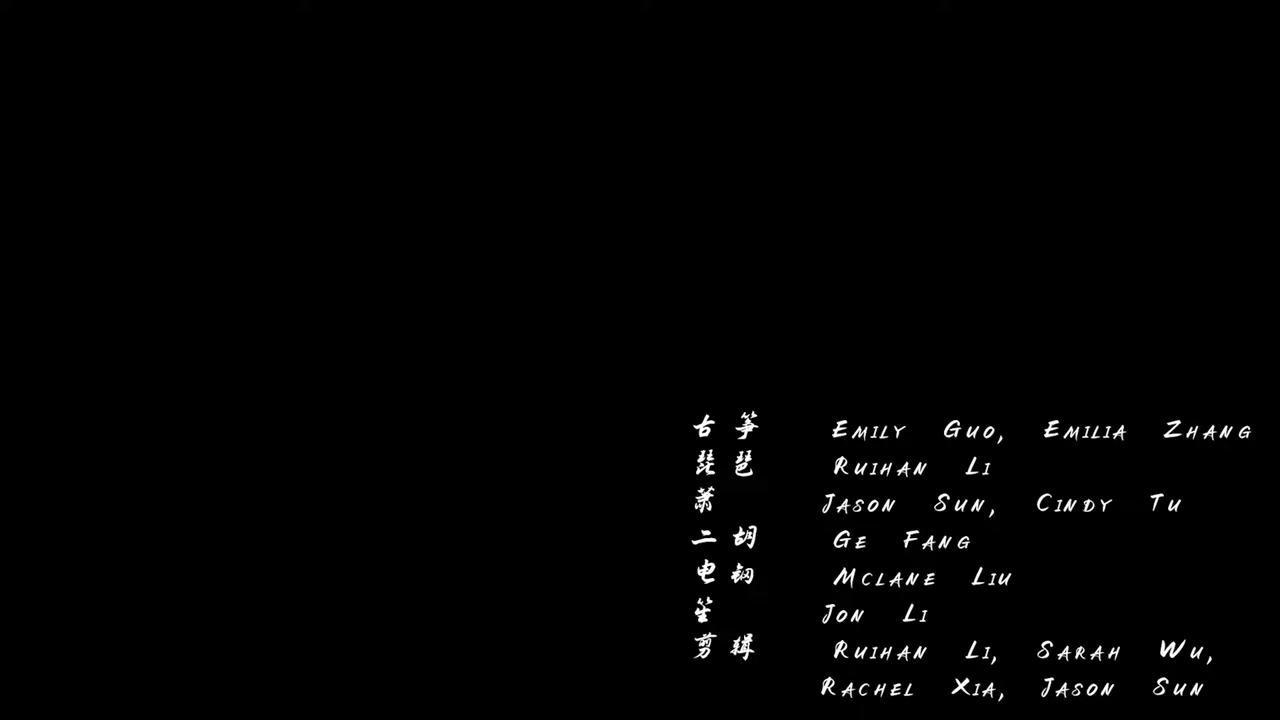 古筝 Emily Guo, Emilia Zhang
琵琶 Ruihan Li
萧 Jason Sun, Cindy Tu
二胡 Ge Fang
电钢 Mclane Liu
笙 Jon Li
剪辑 Ruihan Li, Sarah Wu,
Rachel Xia, Jason Sun